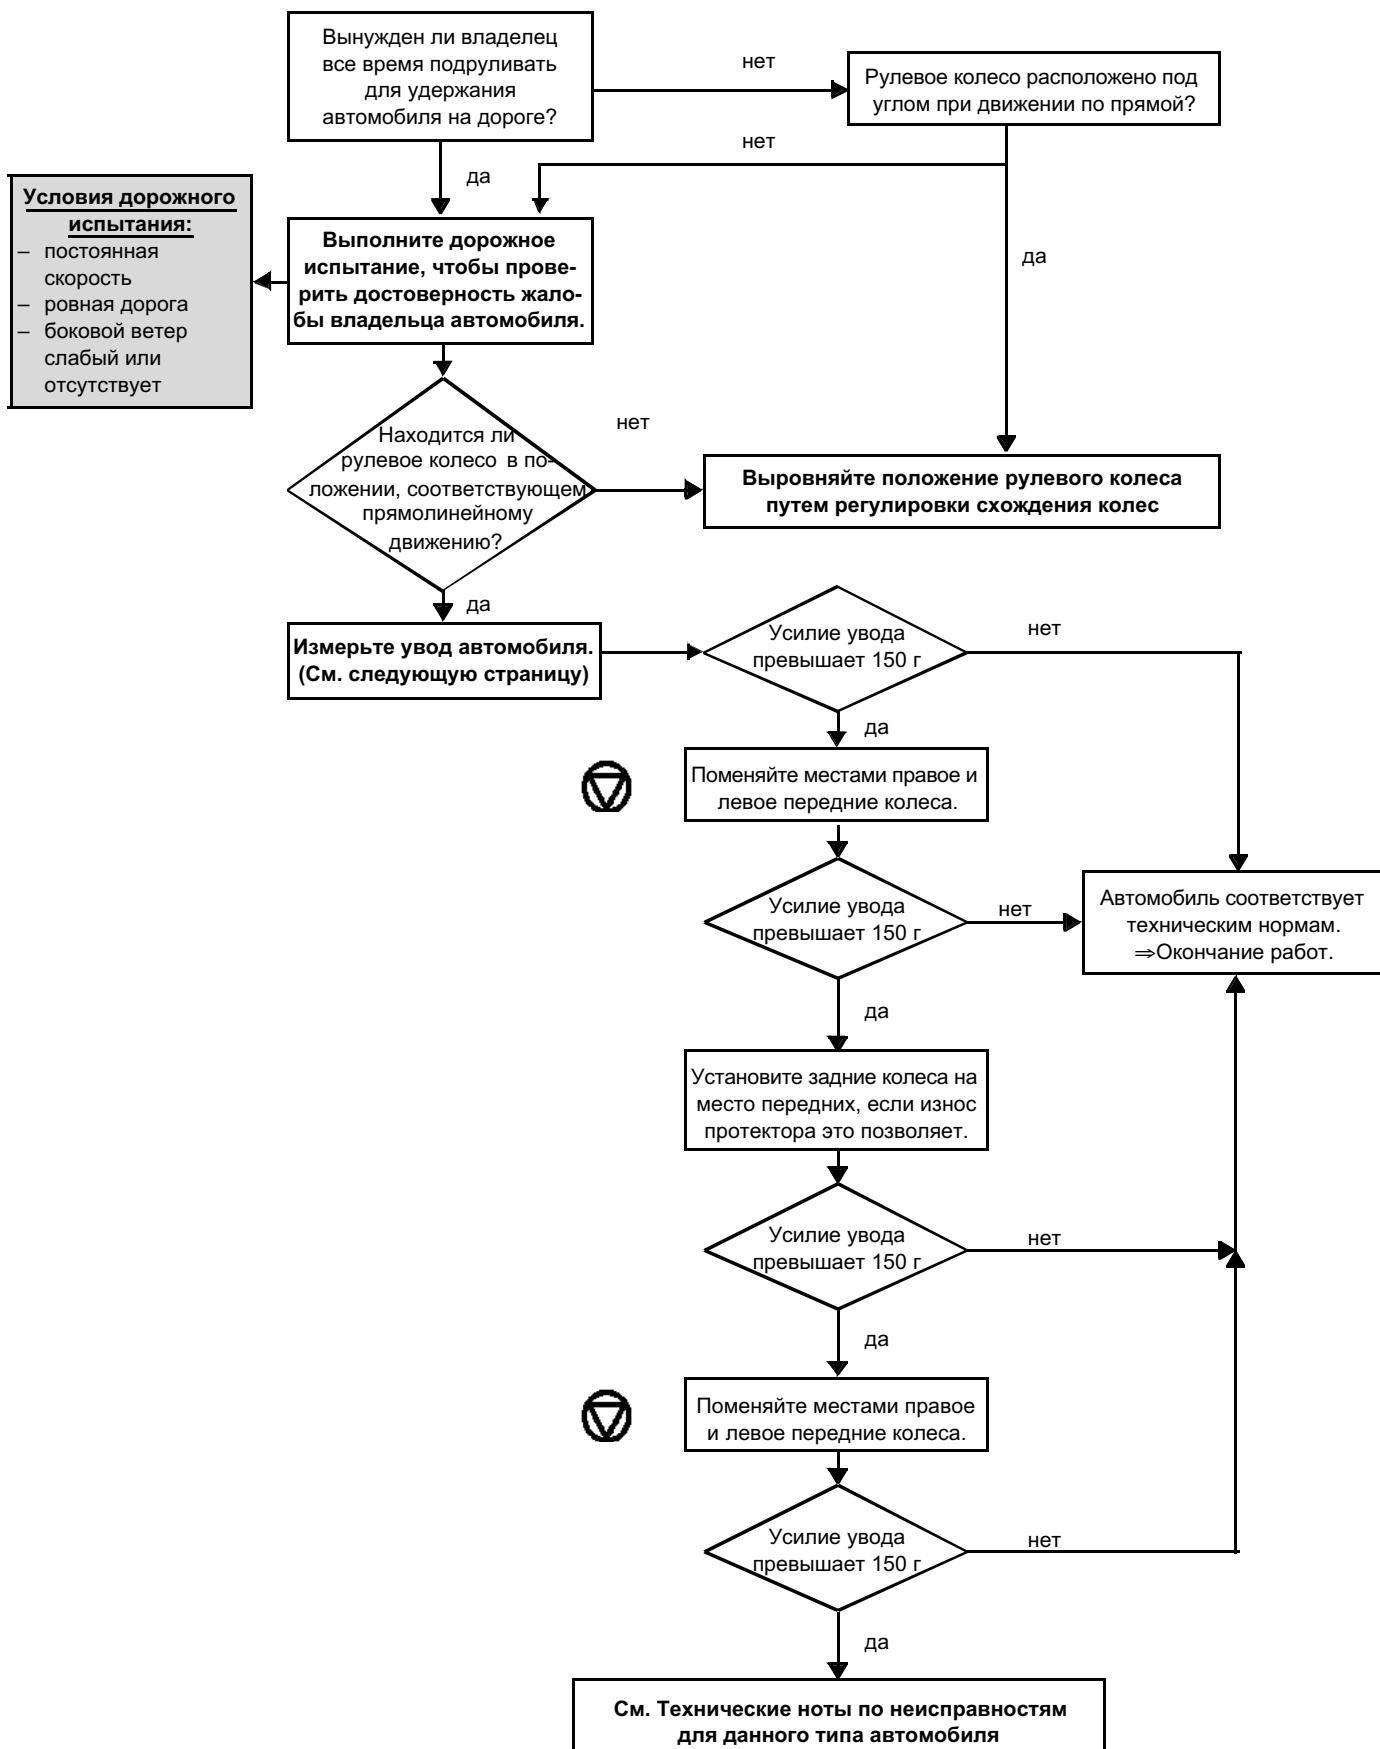 Вынужден ли владелец
все время подруливать
для удержания
автомобиля на дороге?
нет
Рулевое колесо расположено под
углом при движении по прямой?
нет
да
Условия дорожного
испытания:
– постоянная
скорость
– ровная дорога
– боковой ветер
слабый или
отсутствует
Выполните дорожное
испытание, чтобы прове-
рить достоверность жало-
бы владельца автомобиля.
да
Находится ли
рулевое колесо в по-
ложении, соответствующем
прямолинейному
движению?
нет
Выровняйте положение рулевого колеса
путем регулировки схождения колес
да
Измерьте увод автомобиля.
(См. следующую страницу)
Усилие увода
превышает 150 г
нет
да
Поменяйте местами правое и
левое передние колеса.
Усилие увода
превышает 150 г
нет
Автомобиль соответствует
техническим нормам.
⇒Окончание работ.
да
Установите задние колеса на
место передних, если износ
протектора это позволяет.
Усилие увода
превышает 150 г
нет
да
Поменяйте местами правое
и левое передние колеса.
Усилие увода
превышает 150 г
нет
да
См. Технические ноты по неисправностям
для данного типа автомобиля